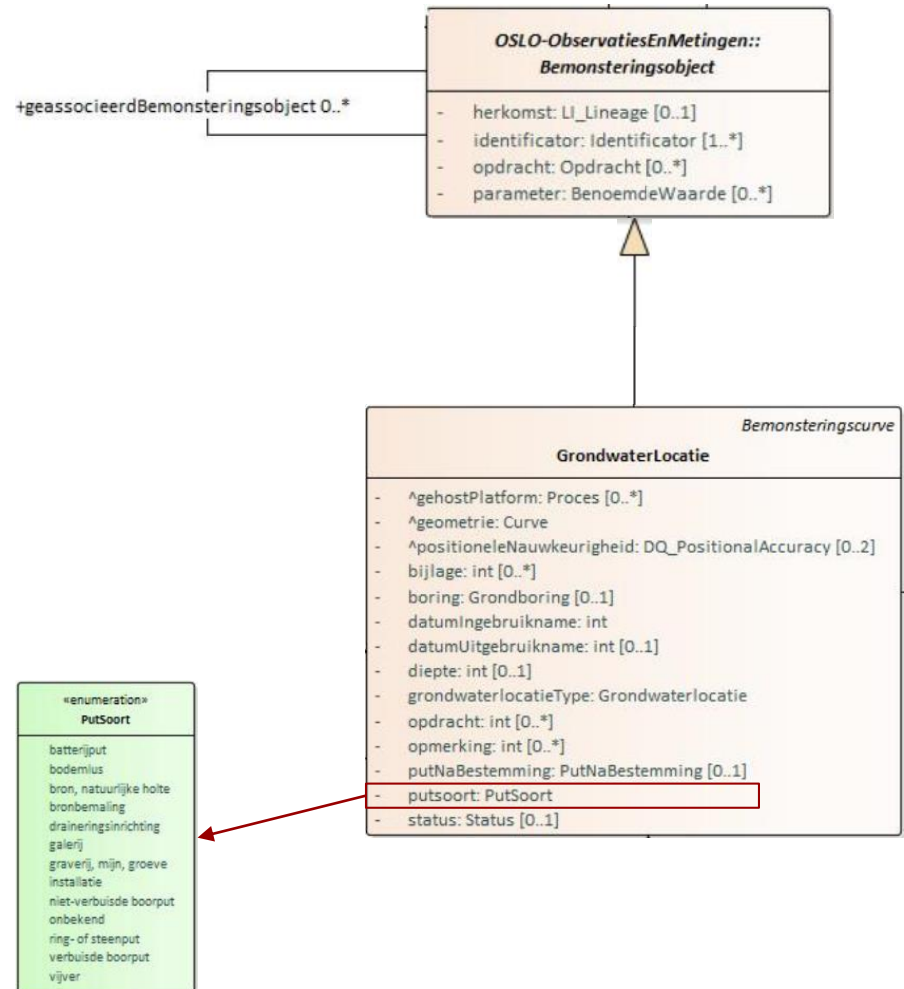 OSLO-ObservatiesEnMetingen::
Bemonsteringsobject
- herkomst: LI_Lineage [0..1]
- identificator: Identificator [1..*]
- opdracht: Opdracht [0..*]
- parameter: BenoemdeWaarde [0..*]
+geassocieerdBemonsteringsobject 0..*
Bemonsteringscurve
GrondwaterLocatie
- ^gehostPlatform: Proces [0..*]
- ^geometrie: Curve
- ^positioneleNauwkeurigheid: DQ_PositionalAccuracy [0..2]
- bijlage: int [0..*]
- boring: Grondboring [0..1]
- datumIngebruikname: int
- datumUitgebruikname: int [0..1]
- diepte: int [0..1]
- grondwaterlocatieType: Grondwaterlocatie
- opdracht: int [0..*]
- opmerking: int [0..*]
- putNaBestemming: PutNaBestemming [0..1]
- putsoort: PutSoort
- status: Status [0..1]
«enumeration»
PutSoort
batterijput
bodemlus
bron, natuurlijke holte
bronbemaling
draineringsinrichting
galerij
graverij, mijn, groeve
installatie
niet-verbuisde boorput
onbekend
ring- of steenput
verbuisde boorput
vijver